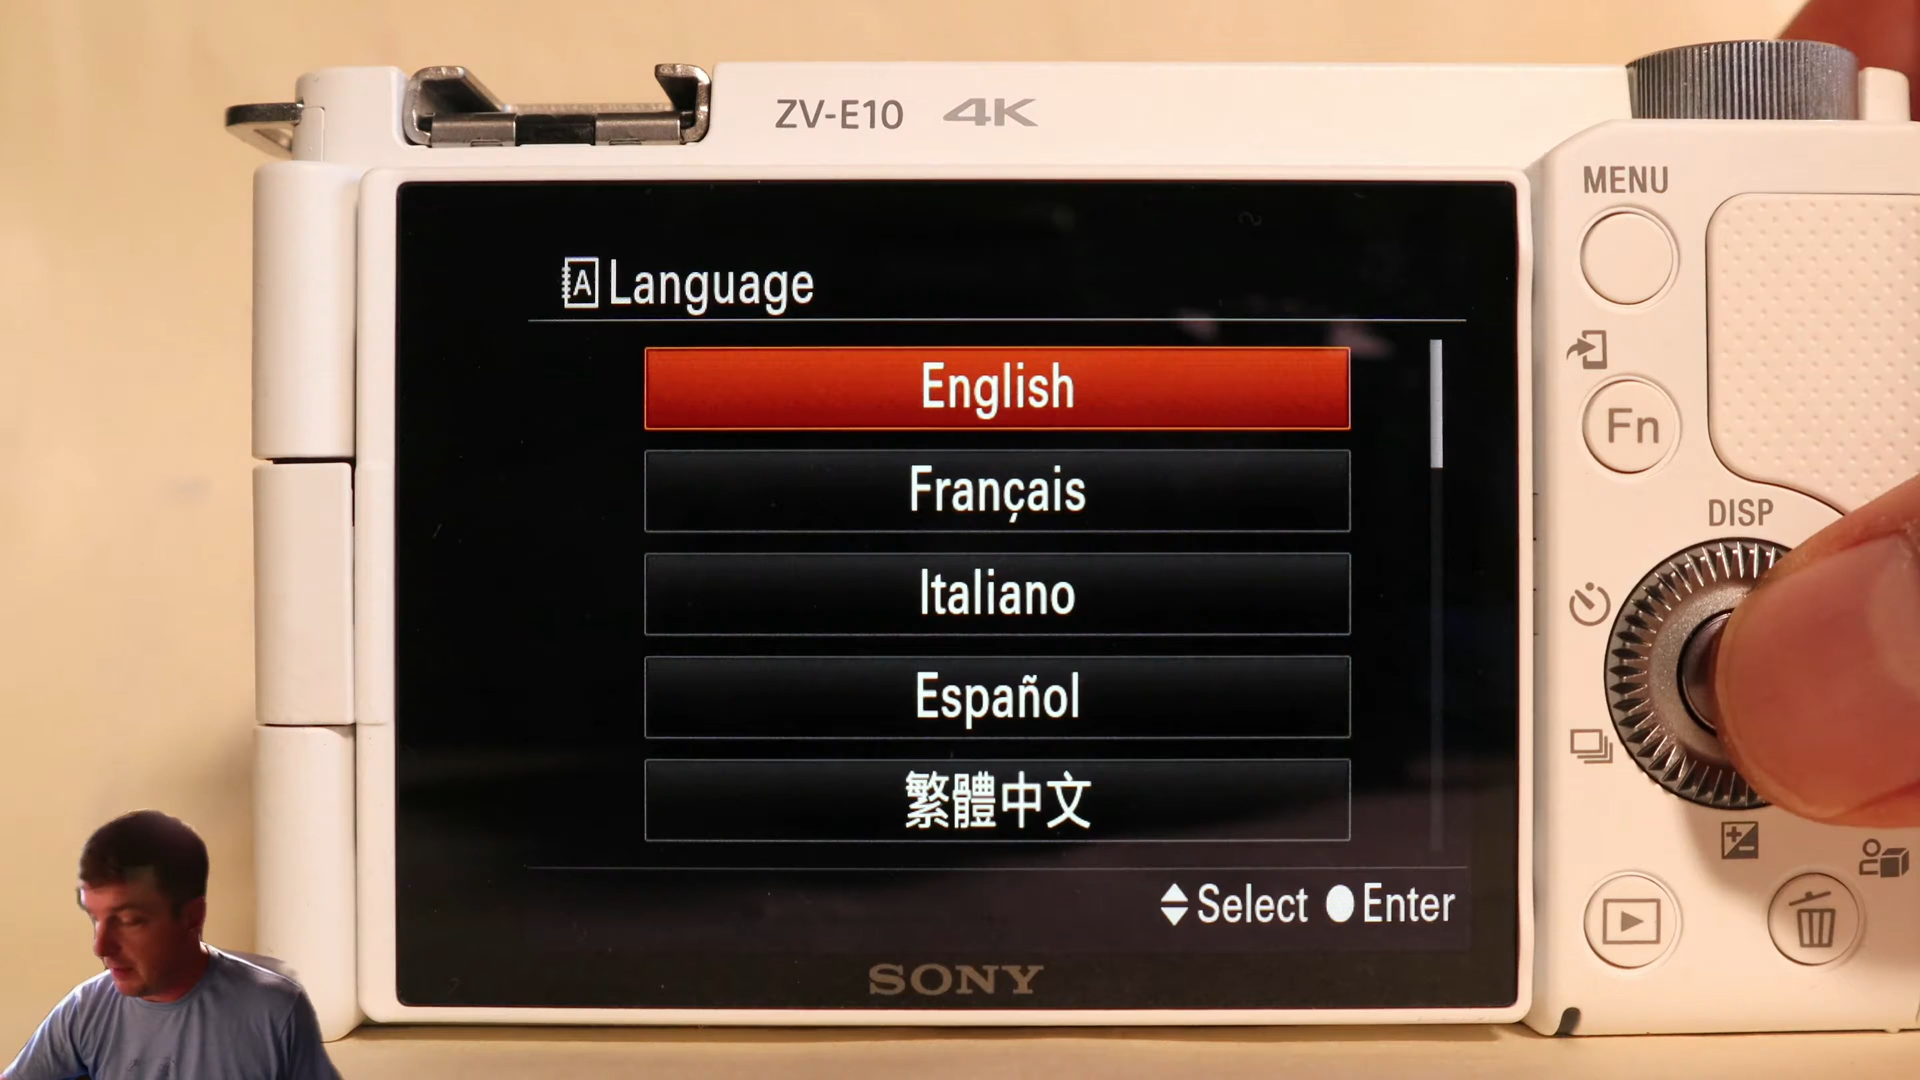 ZV-E10 4K
MENU
A Language
English
Fn
Français
DISP
Italiano
Español
繁體中文
Select Enter
SONY